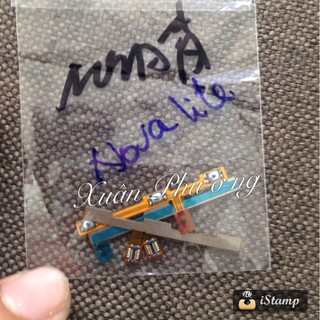 Nova lite
Xuân Phương
iStamp